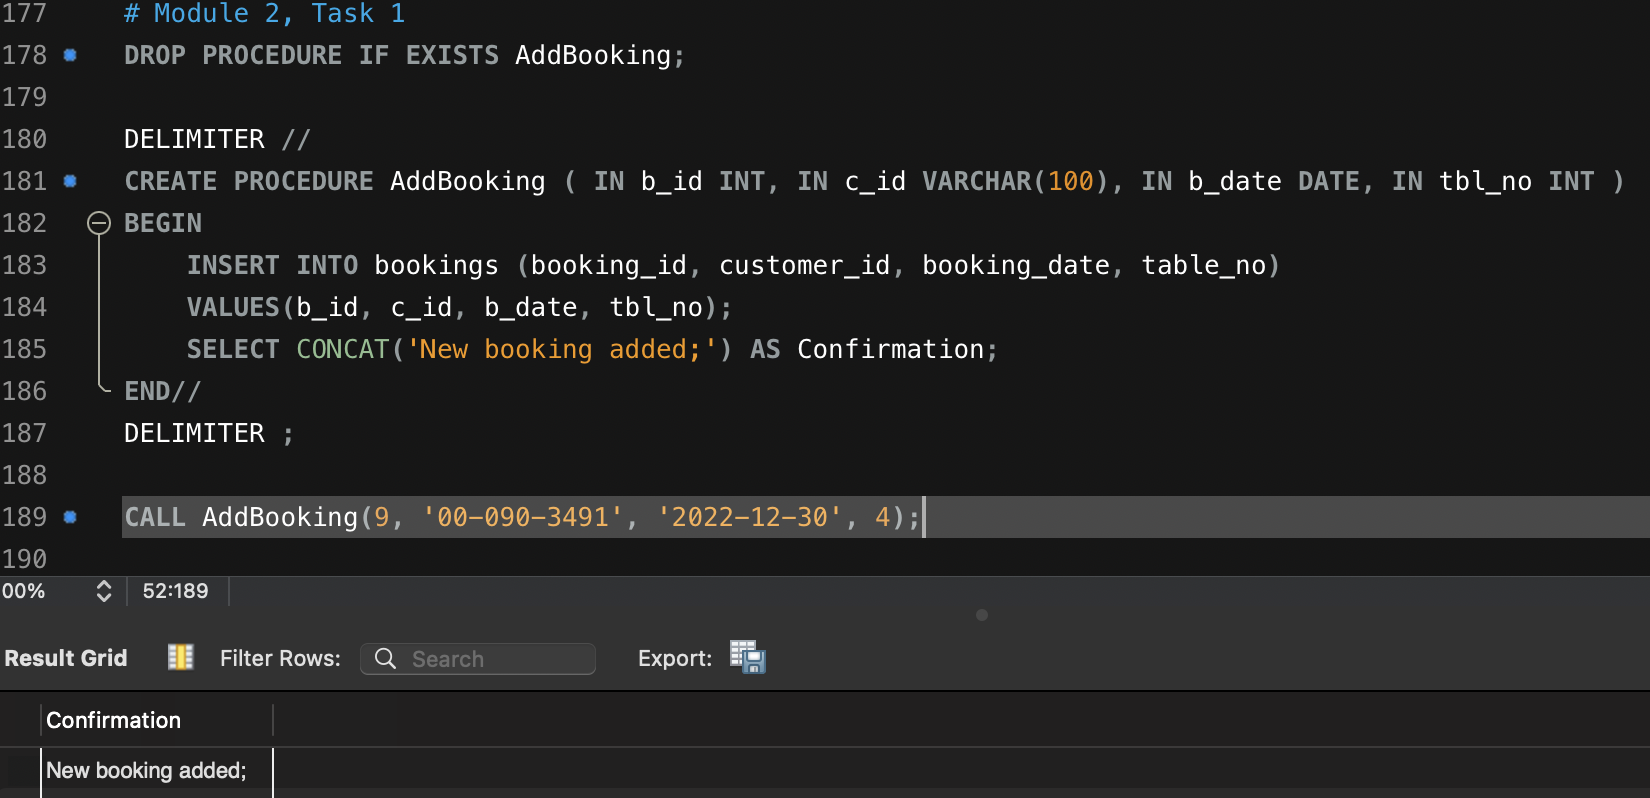 177 # Module 2, Task 1
178 DROP PROCEDURE IF EXISTS AddBooking;
179
180 DELIMITER //
181 CREATE PROCEDURE AddBooking ( IN b_id INT, IN c_id VARCHAR(100), IN b_date DATE, IN tbl_no INT )
182 BEGIN
183 INSERT INTO bookings (booking_id, customer_id, booking_date, table_no)
184 VALUES(b_id, c_id, b_date, tbl_no);
185 SELECT CONCAT('New booking added;') AS Confirmation;
186 END//
187 DELIMITER ;
188
189 CALL AddBooking(9, '00-090-3491', '2022-12-30', 4);
190
00% 52:189
Result Grid Filter Rows: Search Export:
Confirmation
New booking added;